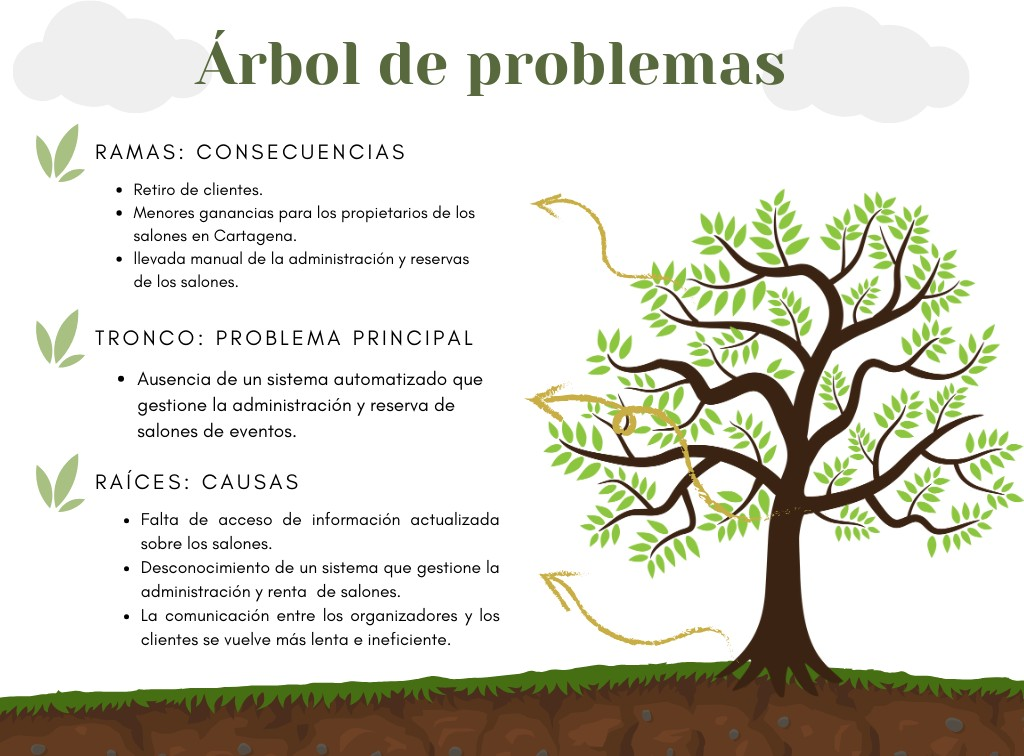 Árbol de problemas
RAMAS: CONSECUENCIAS
• Retiro de clientes.
• Menores ganancias para los propietarios de los
salones en Cartagena.
• llevada manual de la administración y reservas
de los salones.
TRONCO: PROBLEMA PRINCIPAL
• Ausencia de un sistema automatizado que
gestione la administración y reserva de
salones de eventos.
RAÍCES: CAUSAS
• Falta de acceso de información actualizada
sobre los salones.
• Desconocimiento de un sistema que gestione la
administración y renta de salones.
• La comunicación entre los organizadores y los
clientes se vuelve más lenta e ineficiente.